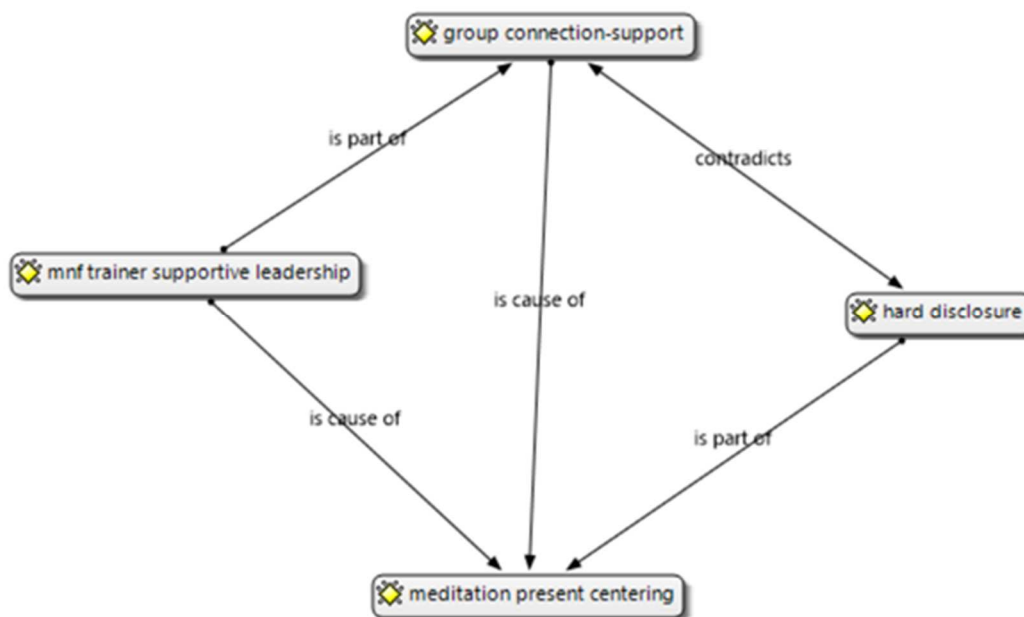 group connection-support
is part of
contradicts
mnf trainer supportive leadership
is cause of
hard disclosure
is cause of
is part of
meditation present centering